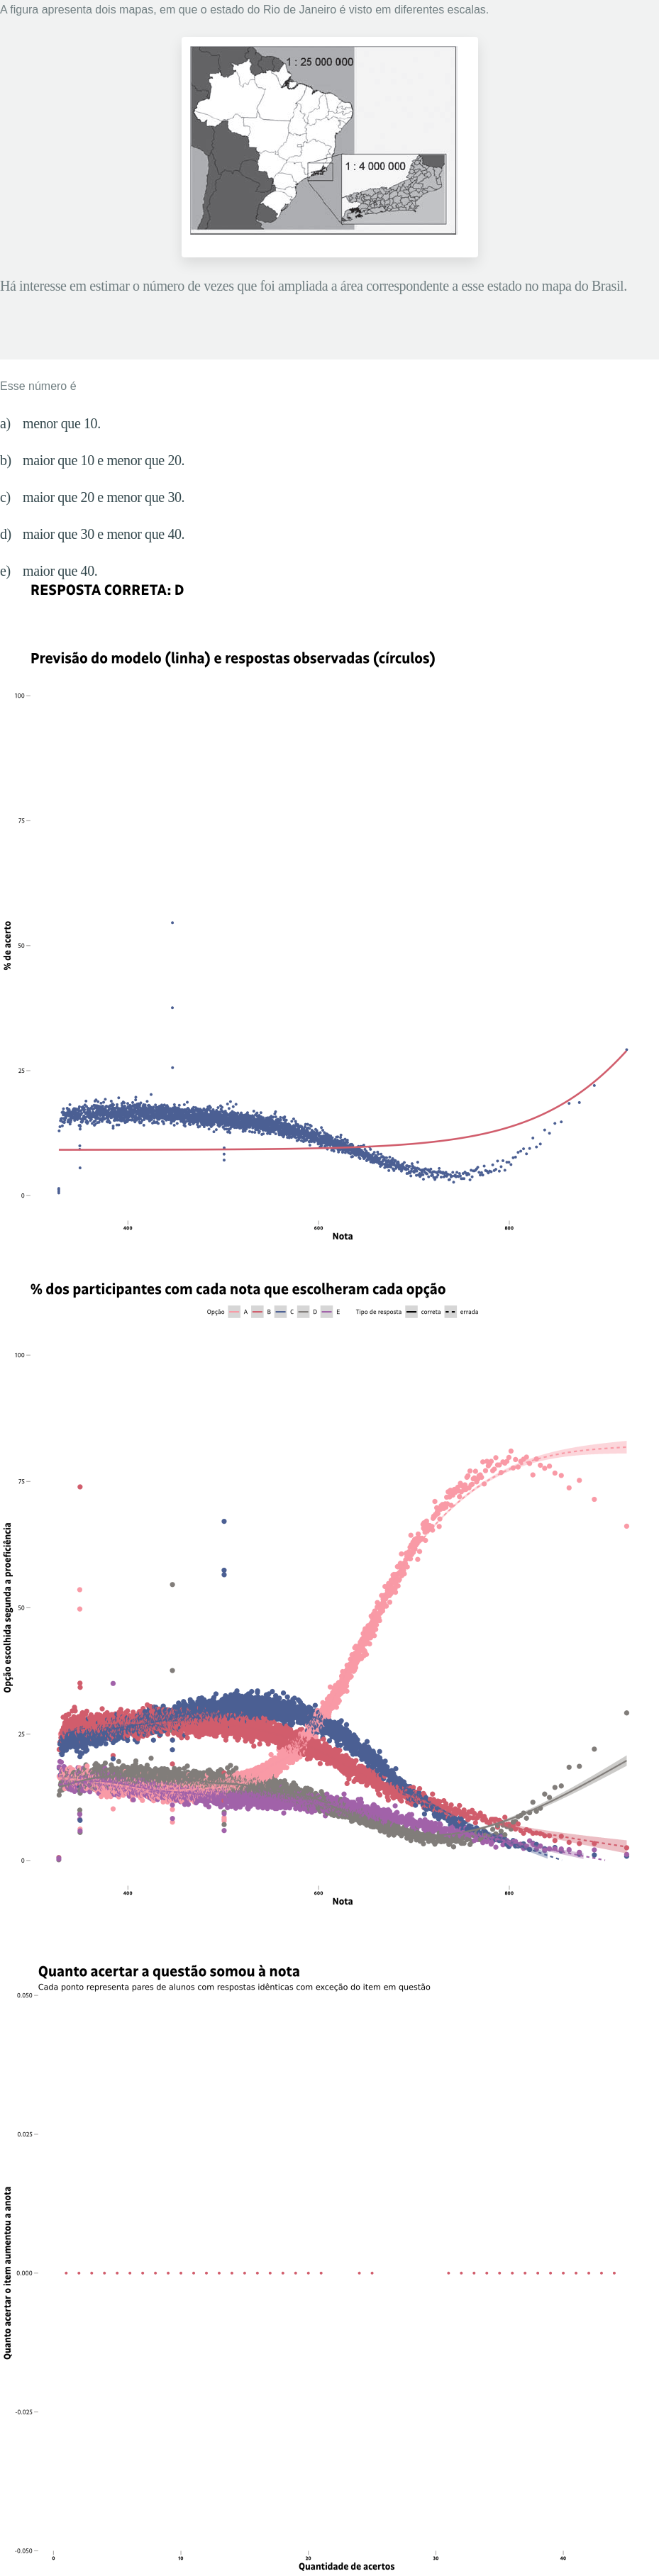 A figura apresenta dois mapas, em que o estado do Rio de Janeiro é visto em diferentes escalas.
1 : 25 000 000
1 : 4 000 000
Há interesse em estimar o número de vezes que foi ampliada a área correspondente a esse estado no mapa do Brasil.
Esse número é
a) menor que 10.
b) maior que 10 e menor que 20.
c) maior que 20 e menor que 30.
d) maior que 30 e menor que 40.
e) maior que 40.
RESPOSTA CORRETA: D
Previsão do modelo (linha) e respostas observadas (círculos)
100
75
50
25
0
% de acerto
400 600 800
Nota
% dos participantes com cada nota que escolheram cada opção
Opção A B C D E Tipo de resposta correta errada
100
75
50
25
0
Opção escolhida segunda a proeficiência
400 600 800
Nota
Quanto acertar a questão somou à nota
Cada ponto representa pares de alunos com respostas idênticas com exceção do item em questão
0.050
0.025
0.000
-0.025
-0.050
Quanto acertar o item aumentou a anota
0 10 20 30 40
Quantidade de acertos